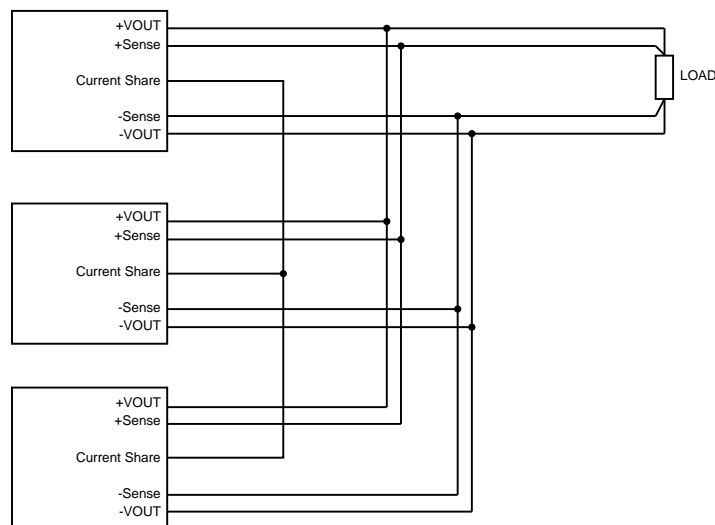 +VOUT
+Sense
Current Share
-Sense
-VOUT
LOAD
+VOUT
+Sense
Current Share
-Sense
-VOUT
+VOUT
+Sense
Current Share
-Sense
-VOUT